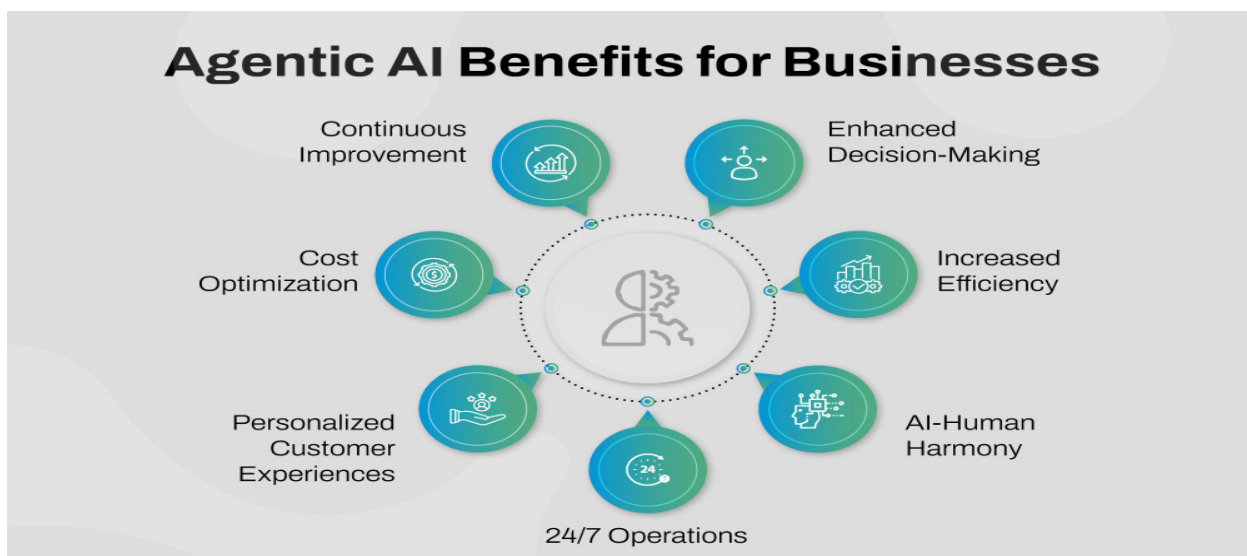 Agentic AI Benefits for Businesses
Continuous
Improvement
Enhanced
Decision-Making
Cost
Optimization
Increased
Efficiency
Personalized
Customer
Experiences
AI-Human
Harmony
24
24/7 Operations